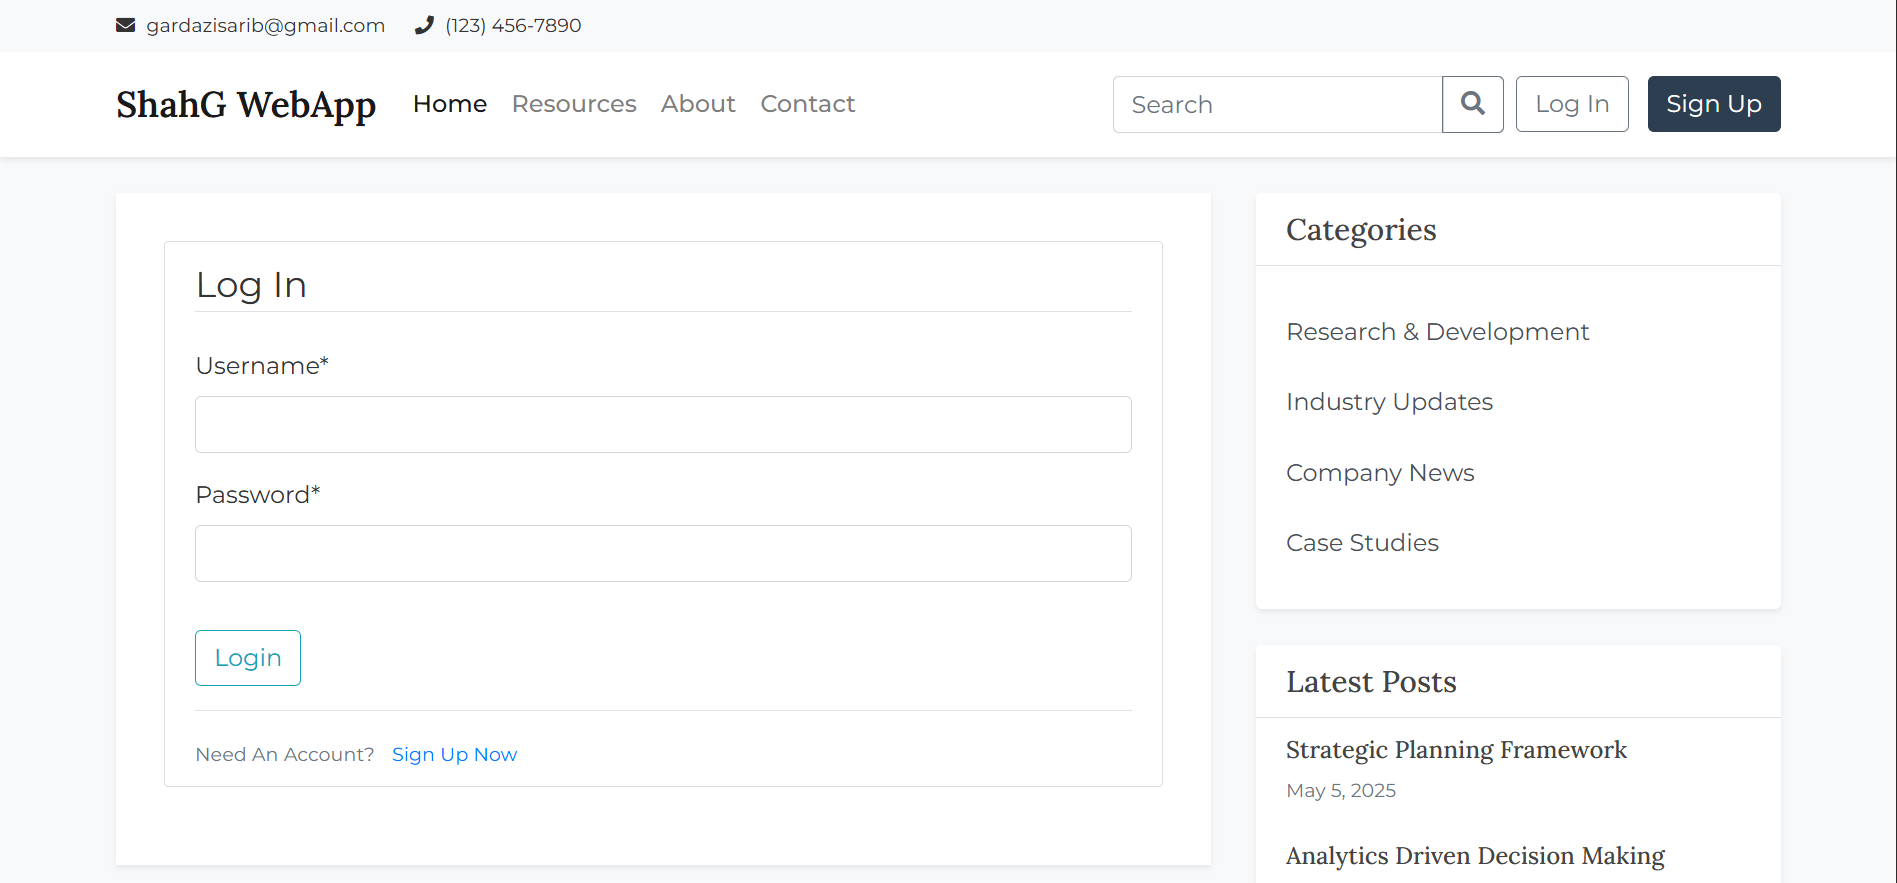 gardazisarib@gmail.com (123) 456-7890
ShahG WebApp Home Resources About Contact Search Log In Sign Up
Log In
Username*
Password*
Login
Need An Account? Sign Up Now
Categories
Research & Development
Industry Updates
Company News
Case Studies
Latest Posts
Strategic Planning Framework
May 5, 2025
Analytics Driven Decision Making